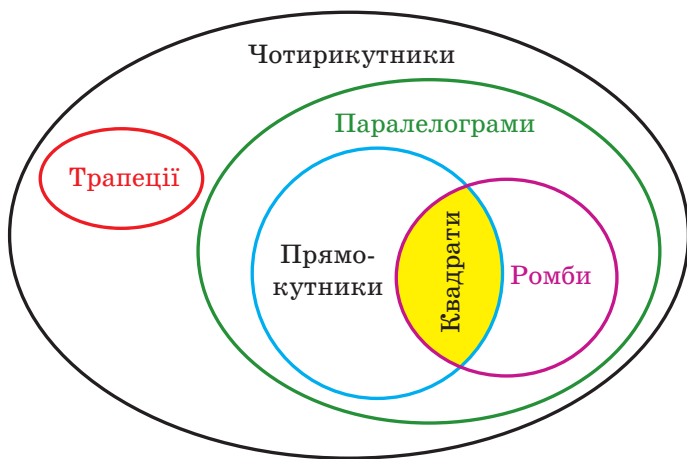 Чотирикутники
Паралелограми
Трапеції
Прямо-
кутники
Квадрати
Ромби